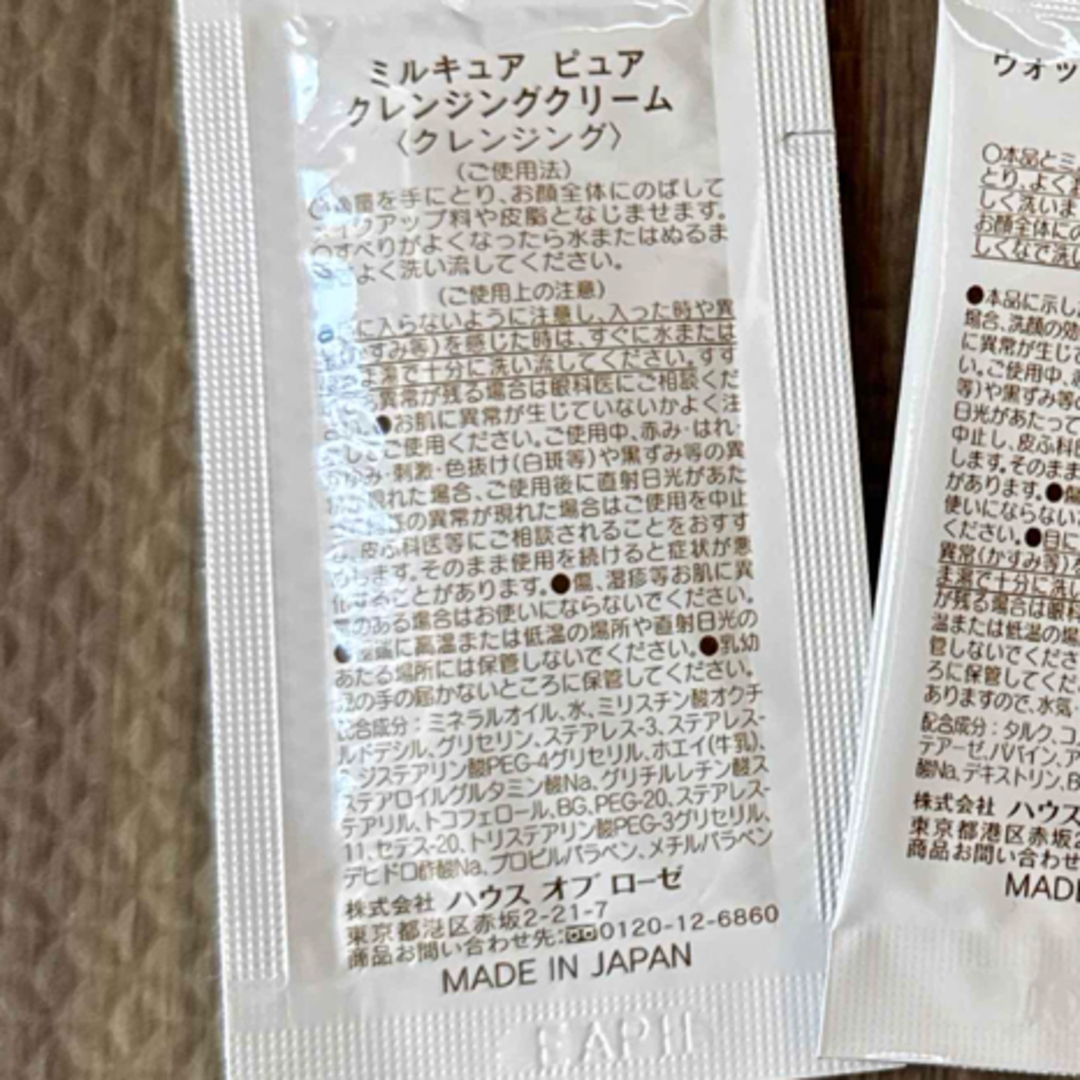 ミルキュア ピュア
クレンジングクリーム
〈クレンジング〉
(ご使用法)
量を手にとり、お顔全体にのばして
アップ料や皮脂となじませます。
すべりがよくなったら水またはぬるま
よく洗い流してください。
(ご使用上の注意)
に入らないように注意し、入った時や異
すみ等)を感じた時は、すぐに水または
湯で十分に洗い流してください。すすぎ
異常が残る場合は眼科医にご相談くだ
●お肌に異常が生じていないかよく注
ご使用ください。ご使用中、赤み・はれ・
かゆみ・刺激・色抜け(白斑等)や黒ずみ等の異
現れた場合、ご使用後に直射日光があた
の異常が現れた場合はご使用を中止
皮ふ科医等にご相談されることをおすす
します。そのまま使用を続けると症状が悪
化することがあります。●傷、湿疹等お肌に異
のある場合はお使いにならないでください。
●極端に高温または低温の場所や直射日光の
あたる場所には保管しないでください。●乳幼
児の手の届かないところに保管してください。
配合成分:ミネラルオイル、水、ミリスチン酸オクチ
ルドデシル、グリセリン、ステアレス-3、ステアレス-
、ジステアリン酸PEG-4グリセリル、ホエイ(牛乳)、
ステアロイルグルタミン酸Na、グリチルレチン酸ス
テアリル、トコフェロール、BG、PEG-20、ステアレス-
11、セテス-20、トリステアリン酸PEG-3グリセリル、
デヒドロ酢酸Na、プロピルパラベン、メチルパラベン
株式会社 ハウス オブ ローゼ
東京都港区赤坂2-21-7
商品お問い合わせ先:0120-12-6860
MADE IN JAPAN
ウォッ
〇本品とミ
とり、よく
しく洗いま
お顔全体にの
しくなで洗い
●本品に示し
場合、洗顔の効
に異常が生じて
い。ご使用中、
等)や黒ずみ等の
日光があたって
中止し、皮ふ科医
します。そのまま
があります。●傷
使いにならない
ください。●目に
異常(かすみ等)を
ま湯で十分に洗い
が残る場合は眼科
温または低温の場
管しないでくださ
ろに保管してくだ
ありますので、水気
配合成分:タルク、コ
テアーゼ、パパイン、ア
酸Na、デキストリン、B
株式会社 ハウス
東京都港区赤坂2
商品お問い合わせ
MADE